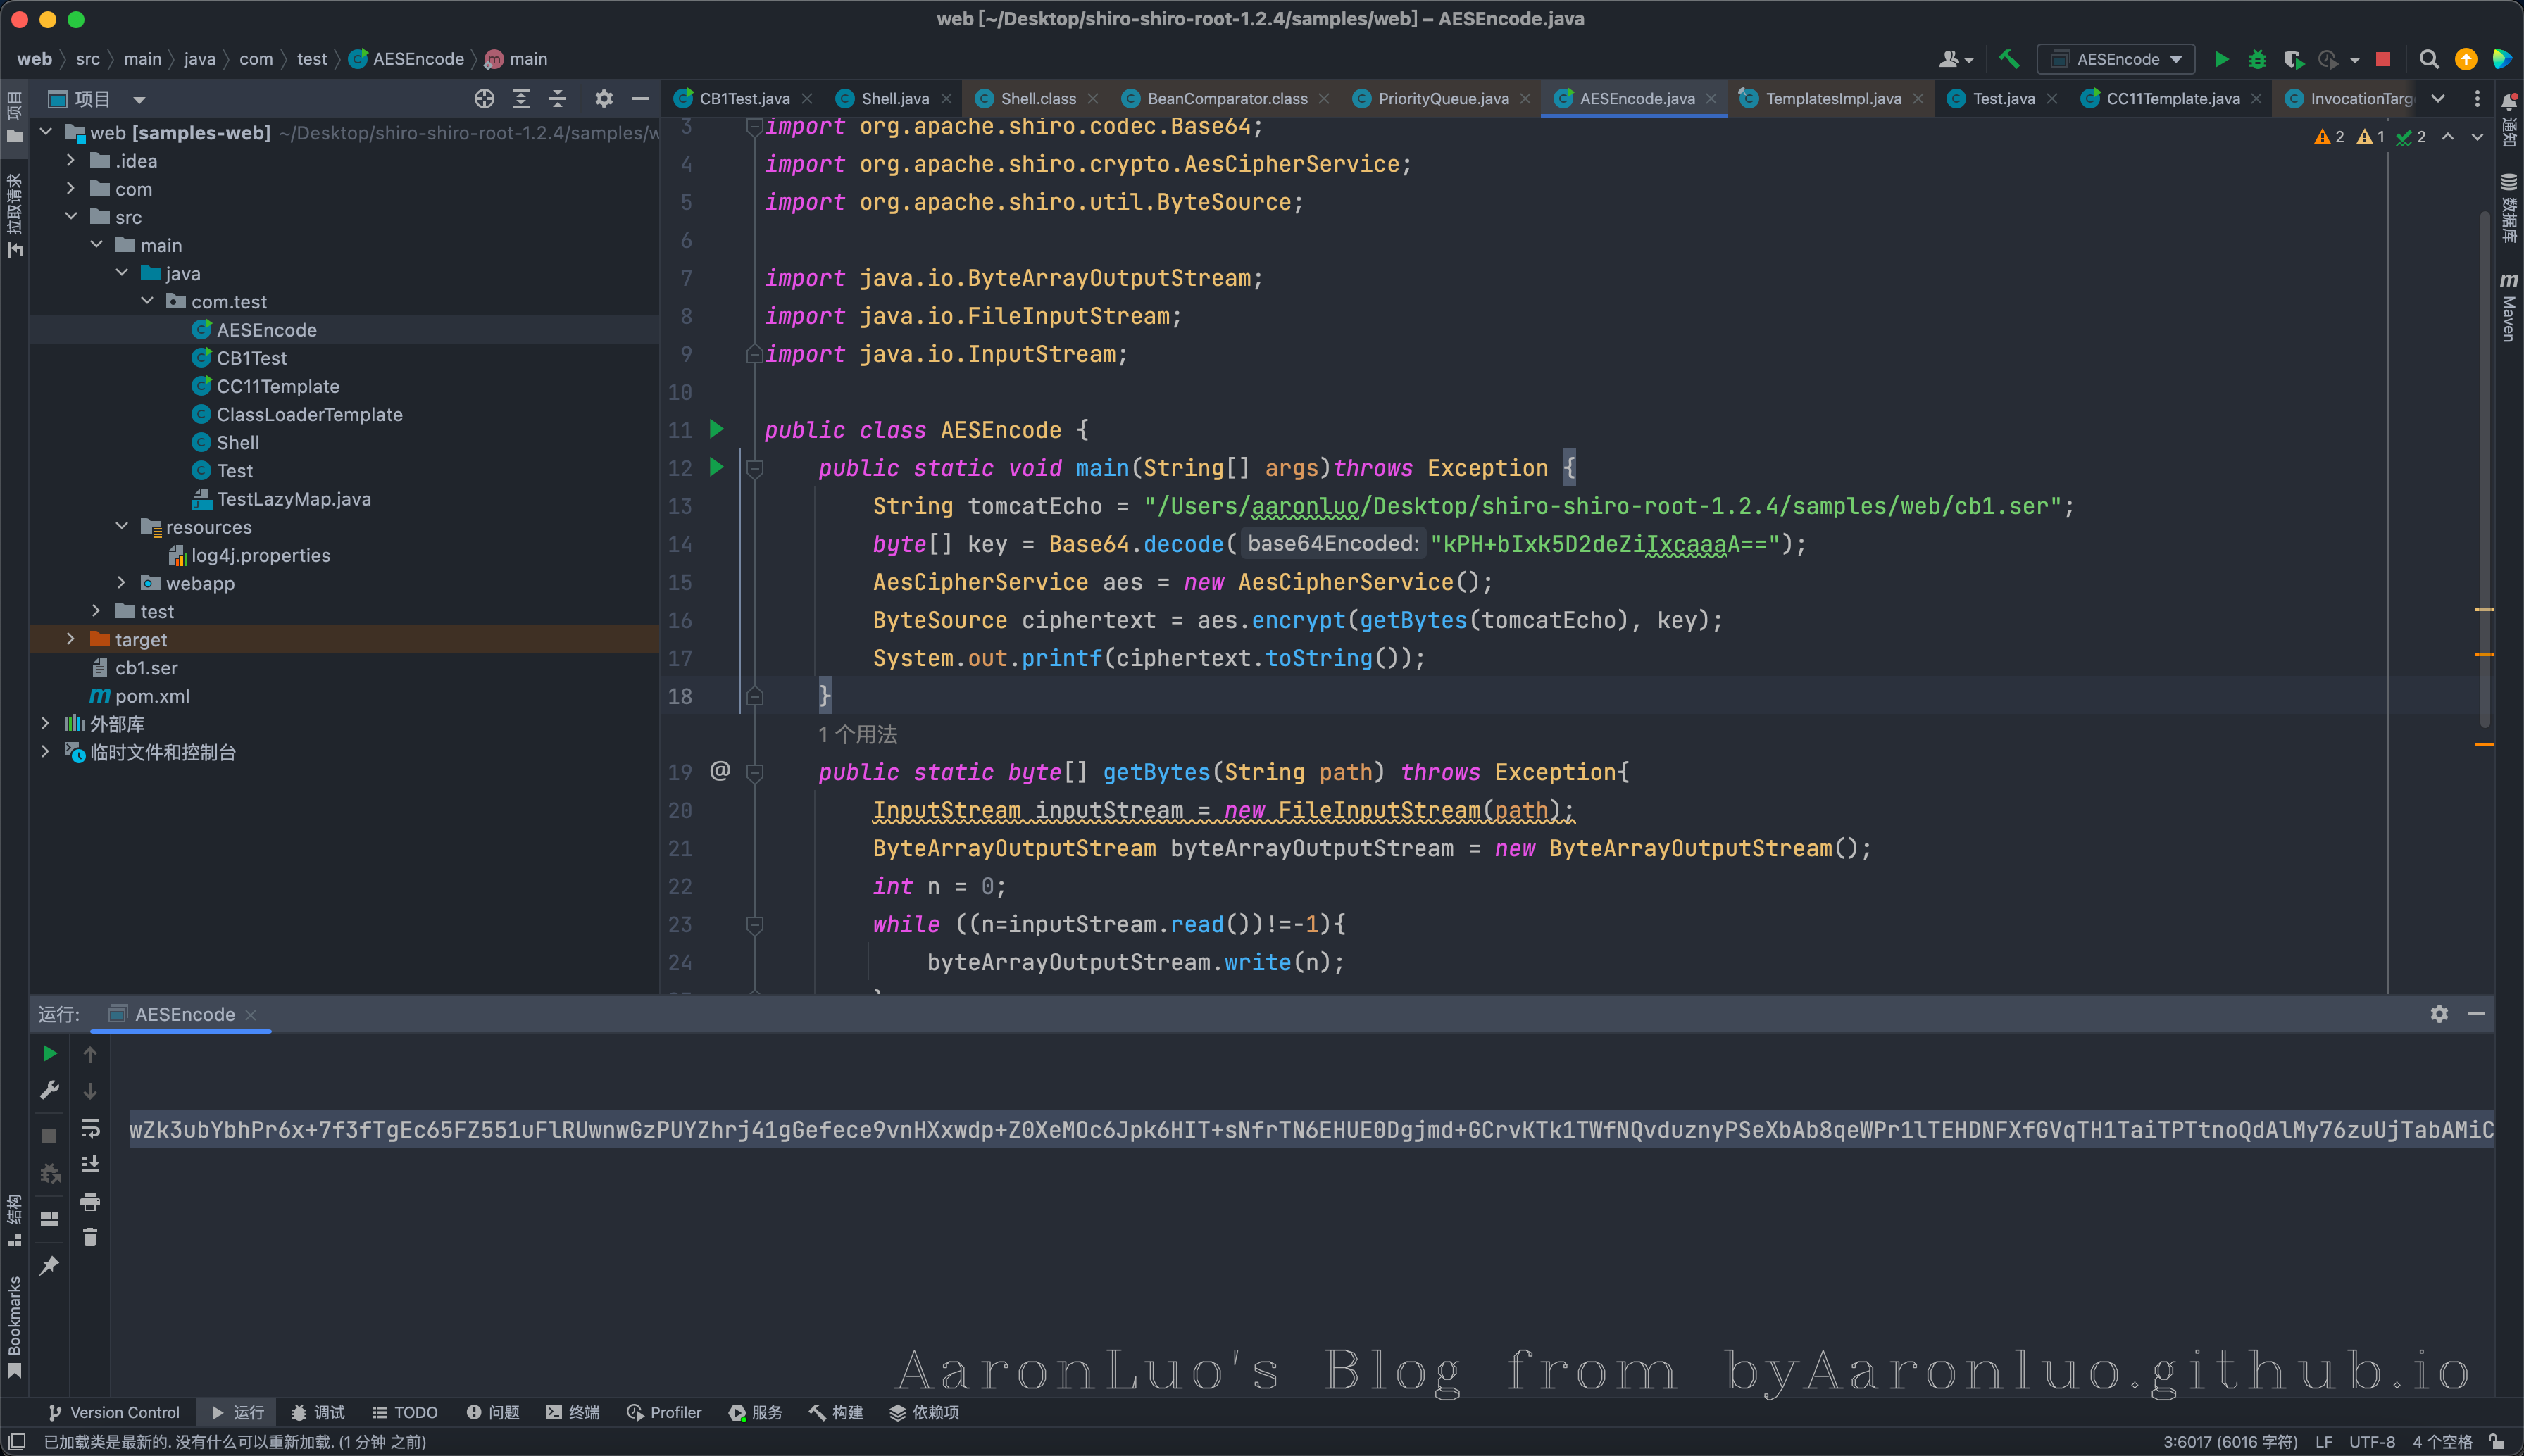 web [~/Desktop/shiro-shiro-root-1.2.4/samples/web] – AESEncode.java
web src main java com test AESEncode main
AESEncode
项目
CB1Test.java Shell.java Shell.class BeanComparator.class PriorityQueue.java AESEncode.java TemplatesImpl.java Test.java CC11Template.java InvocationTarg
项目
拉取请求
结构
Bookmarks
web [samples-web] ~/Desktop/shiro-shiro-root-1.2.4/samples/w
.idea
com
src
main
java
com.test
AESEncode
CB1Test
CC11Template
ClassLoaderTemplate
Shell
Test
TestLazyMap.java
resources
log4j.properties
webapp
test
target
cb1.ser
pom.xml
外部库
临时文件和控制台
2 1 2
3 import org.apache.shiro.codec.Base64;
4 import org.apache.shiro.crypto.AesCipherService;
5 import org.apache.shiro.util.ByteSource;
6
7 import java.io.ByteArrayOutputStream;
8 import java.io.FileInputStream;
9 import java.io.InputStream;
10
11 public class AESEncode {
12 public static void main(String[] args)throws Exception {
13 String tomcatEcho = "/Users/aaronluo/Desktop/shiro-shiro-root-1.2.4/samples/web/cb1.ser";
14 byte[] key = Base64.decode( base64Encoded: "kPH+bIxk5D2deZiIxcaaaA==");
15 AesCipherService aes = new AesCipherService();
16 ByteSource ciphertext = aes.encrypt(getBytes(tomcatEcho), key);
17 System.out.printf(ciphertext.toString());
18 }
1 个用法
19 @ public static byte[] getBytes(String path) throws Exception{
20 InputStream inputStream = new FileInputStream(path);
21 ByteArrayOutputStream byteArrayOutputStream = new ByteArrayOutputStream();
22 int n = 0;
23 while ((n=inputStream.read())!=-1){
24 byteArrayOutputStream.write(n);
通知
数据库
Maven
运行: AESEncode
wZk3ubYbhPr6x+7f3fTgEc65FZ551uFlRUwnwGzPUYZhrj41gGefece9vnHXxwdp+Z0XeMOc6Jpk6HIT+sNfrTN6EHUE0Dgjmd+GCrvKTk1TWfNQvduznyPSeXbAb8qeWPr1lTEHDNFXfGVqTH1TaiTPTtnoQdAlMy76zuUjTabAMiC
AaronLuo's Blog from byAaronluo.github.io
Version Control 运行 调试 TODO 问题 终端 Profiler 服务 构建 依赖项
已加载类是最新的. 没有什么可以重新加载. (1 分钟 之前) 3:6017 (6016 字符) LF UTF-8 4 个空格